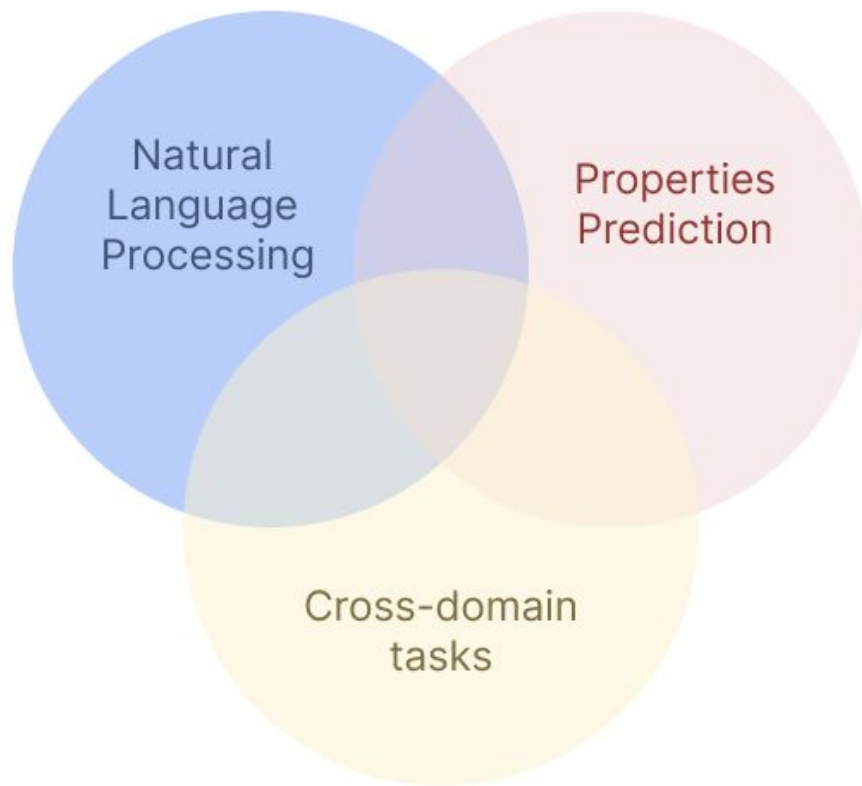 Natural
Language
Processing
Properties
Prediction
Cross-domain
tasks